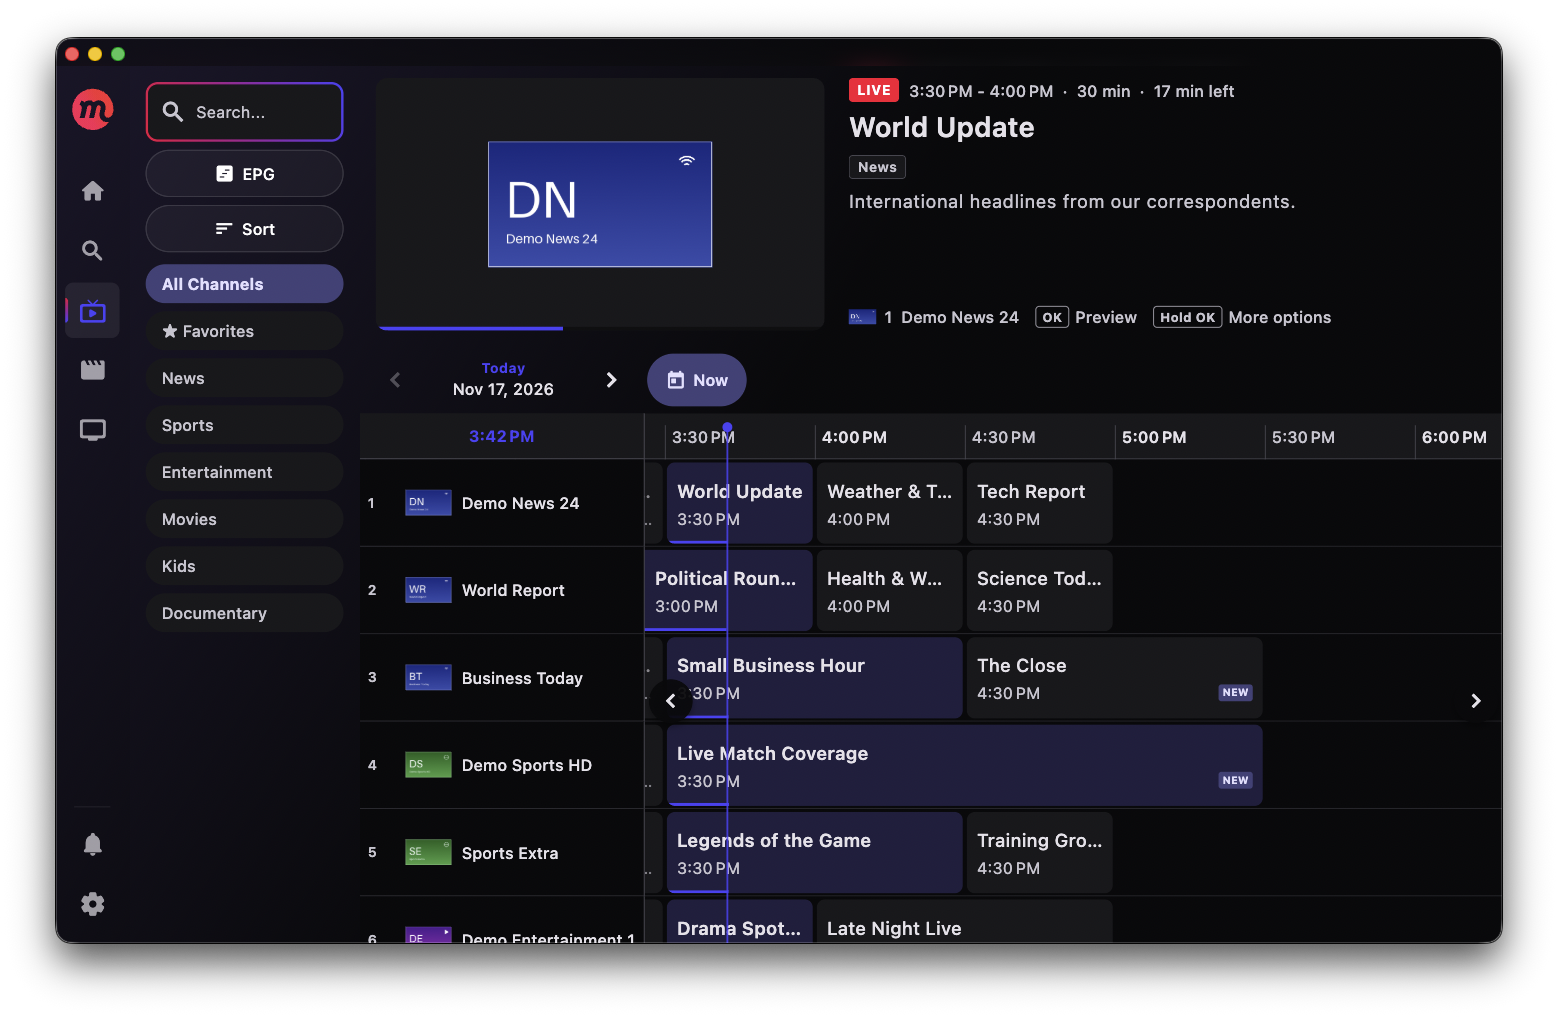 m
Search...
EPG
Sort
All Channels
★ Favorites
News
Sports
Entertainment
Movies
Kids
Documentary
DN
Demo News 24
LIVE 3:30 PM - 4:00 PM · 30 min · 17 min left
World Update
News
International headlines from our correspondents.
1 Demo News 24 OK Preview Hold OK More options
Today
Nov 17, 2026
Now
3:42 PM 3:30 PM 4:00 PM 4:30 PM 5:00 PM 5:30 PM 6:00 PM
1 DN Demo News 24
World Update
3:30 PM
Weather & T...
4:00 PM
Tech Report
4:30 PM
2 WR World Report
Political Roun...
3:00 PM
Health & W...
4:00 PM
Science Tod...
4:30 PM
3 BT Business Today
Small Business Hour
:30 PM
The Close
4:30 PM
NEW
4 DS Demo Sports HD
Live Match Coverage
3:30 PM
NEW
5 SE Sports Extra
Legends of the Game
3:30 PM
Training Gro...
4:30 PM
6 DE Demo Entertainment 1
Drama Spot...
Late Night Live